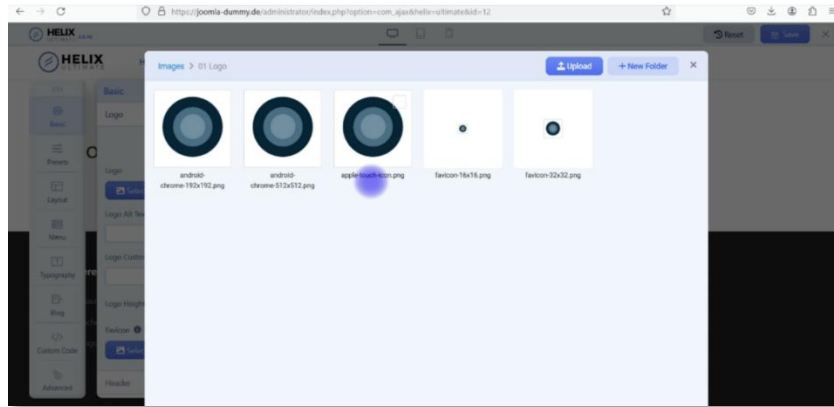 https://joomla-dummy.de/administrator/index.php?option=com_ajax&helix=ultimate&id=12
HELIX
Reset
Save
HELIX
ULTIMATE
Images > 01 Logo
Upload
+ New Folder
Basic
Logo
Basic
Presets
Layout
Menu
Typography
Blog
Custom Code
Advanced
Logo
Logo Alt
Logo Height
Favicon
Header
android-
chrome-192x192.png
android-
chrome-512x512.png
apple-touch-icon.png
favicon-16x16.png
favicon-32x32.png